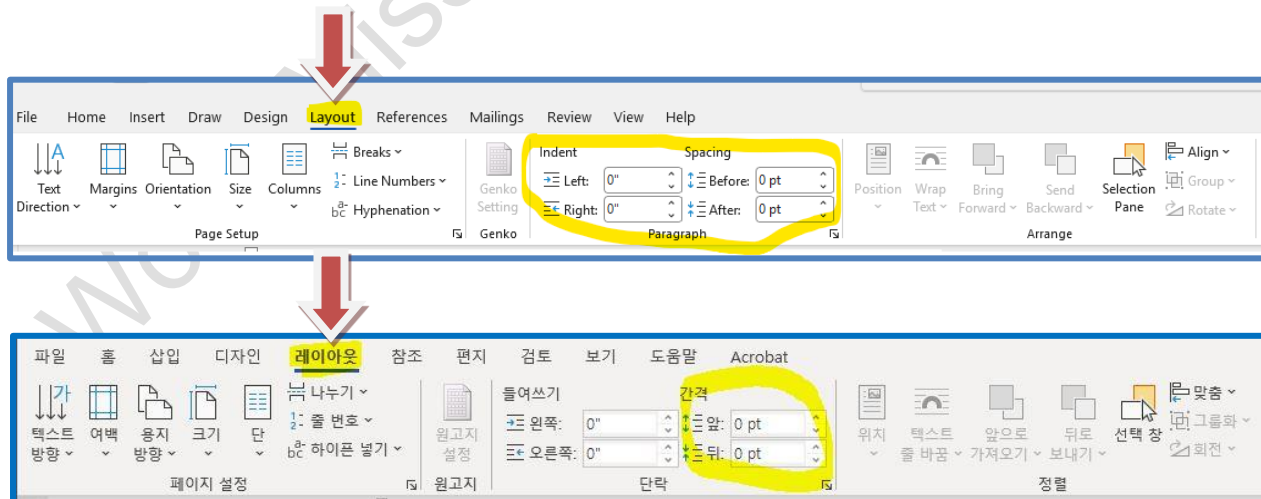 File Home Insert Draw Design Layout References Mailings Review View Help
Text Direction Margins Orientation Size Columns
Breaks
Line Numbers
Hyphenation
Page Setup
Genko Setting
Genko
Indent Spacing
Left: 0" Before: 0 pt
Right: 0" After: 0 pt
Paragraph
Position Wrap Text Bring Forward Send Backward Selection Pane
Align
Group
Rotate
Arrange
파일 홈 삽입 디자인 레이아웃 참조 편지 검토 보기 도움말 Acrobat
텍스트 방향 여백 용지 방향 크기 단
나누기
줄 번호
하이픈 넣기
페이지 설정
원고지 설정
원고지
들여쓰기 간격
왼쪽: 0" 앞: 0 pt
오른쪽: 0" 뒤: 0 pt
단락
위치 텍스트 줄 바꿈 앞으로 가져오기 뒤로 보내기 선택 창
맞춤
그룹화
회전
정렬